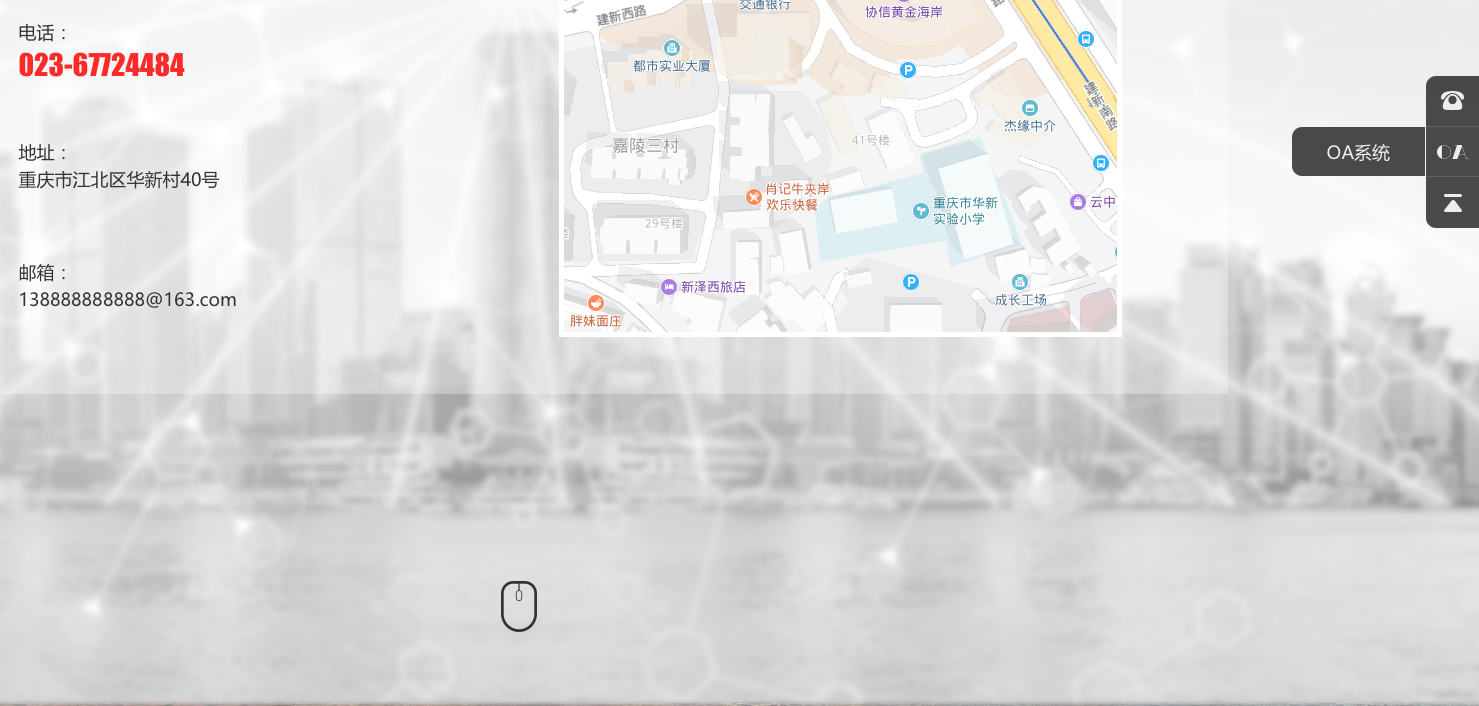 电话：
023-67724484
地址：
重庆市江北区华新村40号
邮箱：
138888888888@163.com
建新西路
交通银行
协信黄金海岸
都市实业大厦
P
建新南路
杰缘中介
嘉陵三村
41号楼
肖记牛夹岸
欢乐快餐
重庆市华新
实验小学
云中
29号楼
新泽西旅店
P
成长工场
胖妹面庄
OA系统
OA